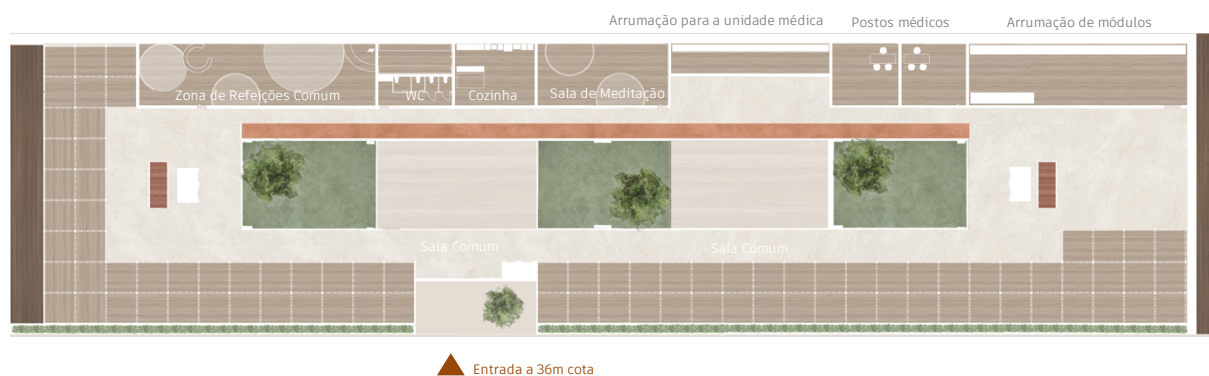 Arrumação para a unidade médica
Postos médicos
Arrumação de módulos
Zona de Refeições Comum
WC
Cozinha
Sala de Meditação
Sala Comum
Sala Comum
Entrada a 36m cota